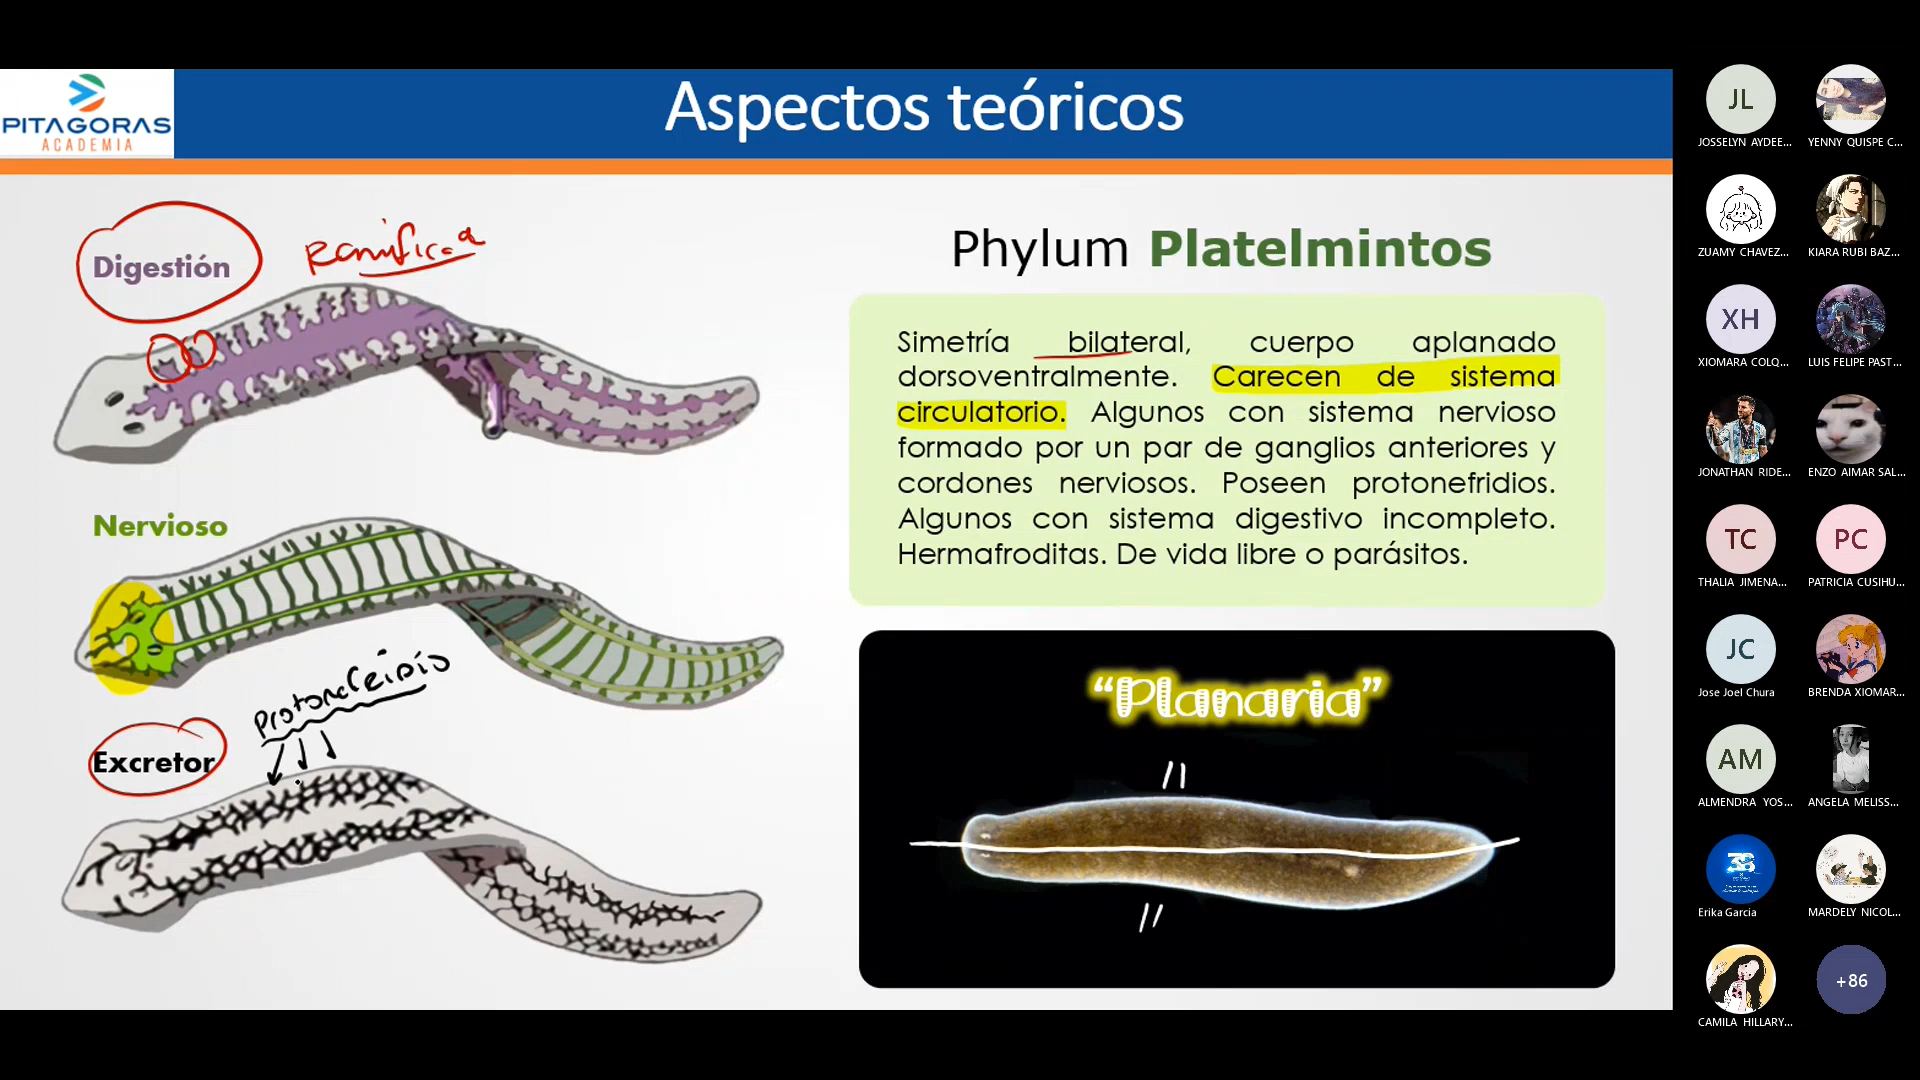 PITAGORAS
ACADEMIA
Aspectos teóricos
Digestión
Ramifica
Nervioso
Protonefridio
Excretor
Phylum Platelmintos
Simetría bilateral, cuerpo aplanado
dorsoventralmente. Carecen de sistema
circulatorio. Algunos con sistema nervioso
formado por un par de ganglios anteriores y
cordones nerviosos. Poseen protonefridios.
Algunos con sistema digestivo incompleto.
Hermafroditas. De vida libre o parásitos.
“Planaria”
JL
JOSSELYN AYDEE...
YENNY QUISPE C...
ZUAMY CHAVEZ...
KIARA RUBI BAZ...
XH
XIOMARA COLQ...
LUIS FELIPE PAST...
JONATHAN RIDE...
ENZO AIMAR SAL...
TC
THALIA JIMENA...
PC
PATRICIA CUSIHU...
JC
Jose Joel Chura
BRENDA XIOMAR...
AM
ALMENDRA YOS...
ANGELA MELISS...
Erika García
MARDELY NICOL...
CAMILA HILLARY...
+86